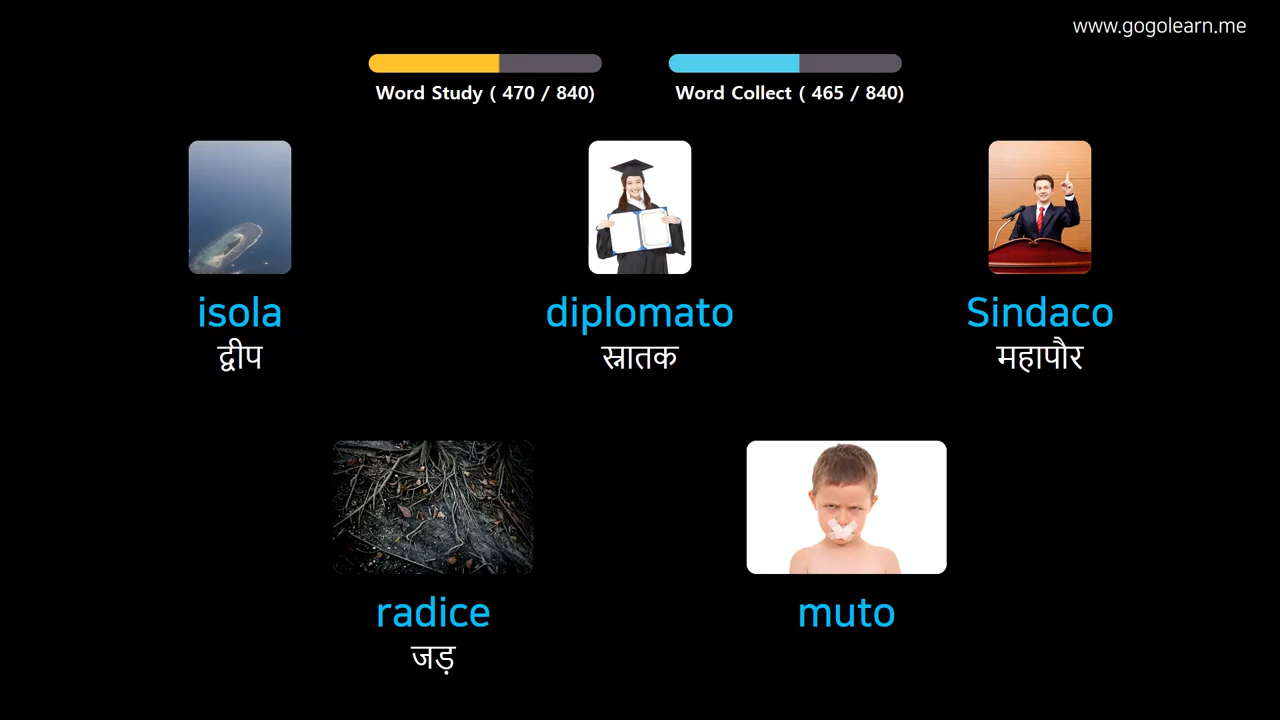 www.gogolearn.me
Word Study ( 470 / 840)
Word Collect ( 465 / 840)
isola
द्वीप
diplomato
स्नातक
Sindaco
महापौर
radice
जड़
muto